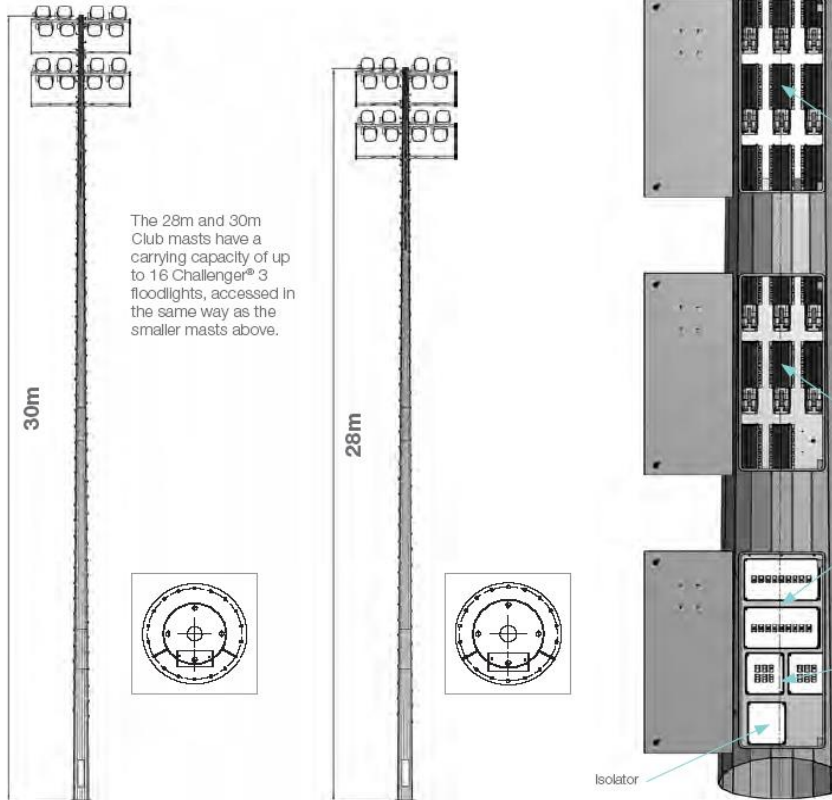 The 28m and 30m
Club masts have a
carrying capacity of up
to 16 Challenger® 3
floodlights, accessed in
the same way as the
smaller masts above.
30m
28m
Isolator